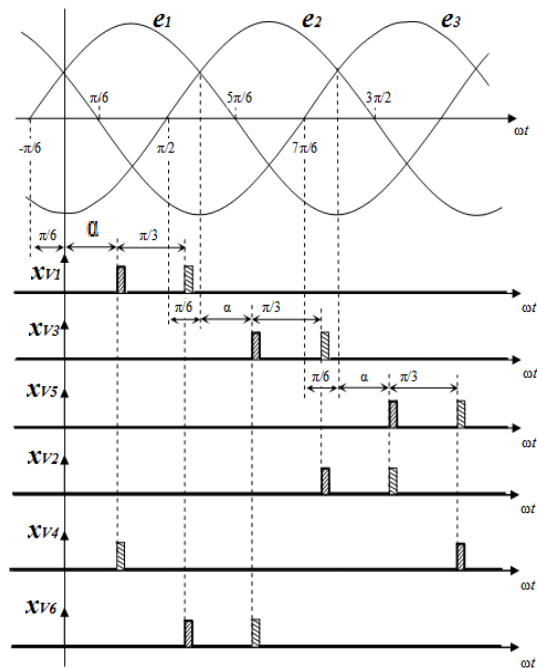 e1 e2 e3
π/6 5π/6 3π/2
ωt
-π/6 π/2 7π/6
π/6 α π/3
xV1
ωt
π/6 α π/3
xV3
ωt
π/6 α π/3
xV5
ωt
xV2
ωt
xV4
ωt
xV6
ωt